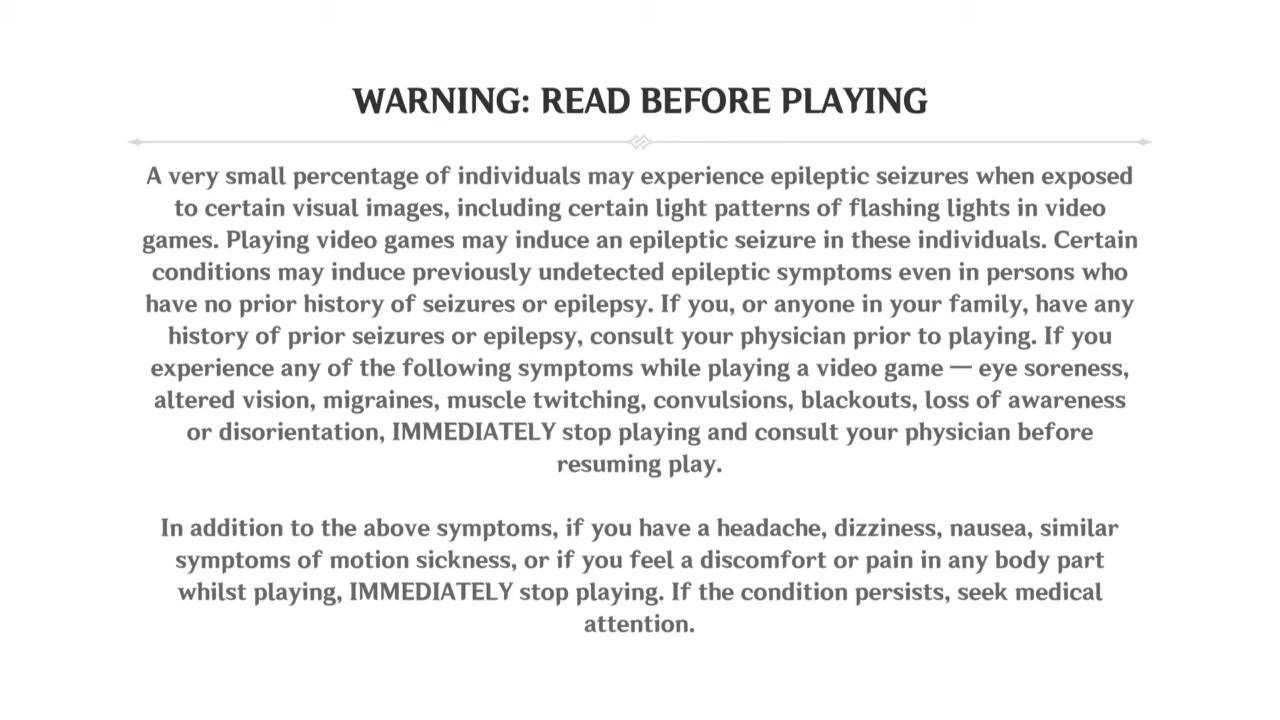 WARNING: READ BEFORE PLAYING
A very small percentage of individuals may experience epileptic seizures when exposed
to certain visual images, including certain light patterns of flashing lights in video
games. Playing video games may induce an epileptic seizure in these individuals. Certain
conditions may induce previously undetected epileptic symptoms even in persons who
have no prior history of seizures or epilepsy. If you, or anyone in your family, have any
history of prior seizures or epilepsy, consult your physician prior to playing. If you
experience any of the following symptoms while playing a video game — eye soreness,
altered vision, migraines, muscle twitching, convulsions, blackouts, loss of awareness
or disorientation, IMMEDIATELY stop playing and consult your physician before
resuming play.
In addition to the above symptoms, if you have a headache, dizziness, nausea, similar
symptoms of motion sickness, or if you feel a discomfort or pain in any body part
whilst playing, IMMEDIATELY stop playing. If the condition persists, seek medical
attention.